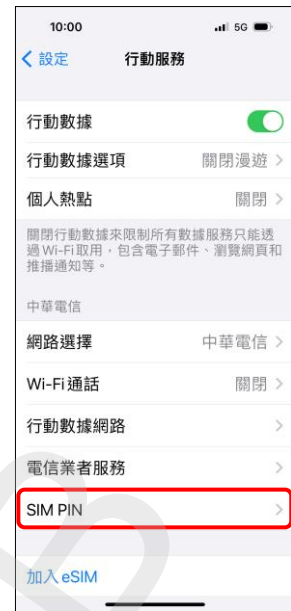 10:00 5G
設定 行動服務
行動數據
行動數據選項 關閉漫遊
個人熱點 關閉
關閉行動數據來限制所有數據服務只能透
過 Wi-Fi 取用，包含電子郵件、瀏覽網頁和
推播通知等。
中華電信
網路選擇 中華電信
Wi-Fi 通話 關閉
行動數據網路
電信業者服務
SIM PIN
加入 eSIM